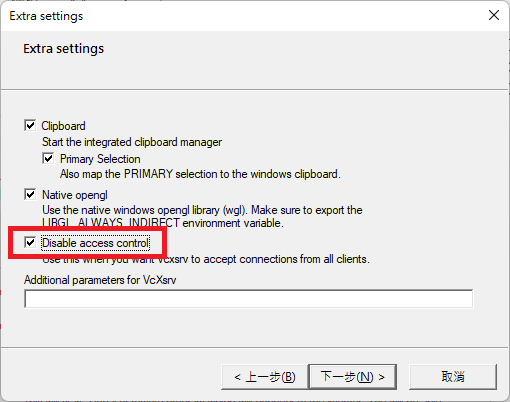 Extra settings
Extra settings
Clipboard
Start the integrated clipboard manager
Primary Selection
Also map the PRIMARY selection to the windows clipboard.
Native opengl
Use the native windows opengl library (wgl). Make sure to export the
LIBGL_ALWAYS_INDIRECT environment variable.
Disable access control
Use this when you want vcxsrv to accept connections from all clients.
Additional parameters for VcXsrv
< 上一步(B)
下一步(N) >
取消